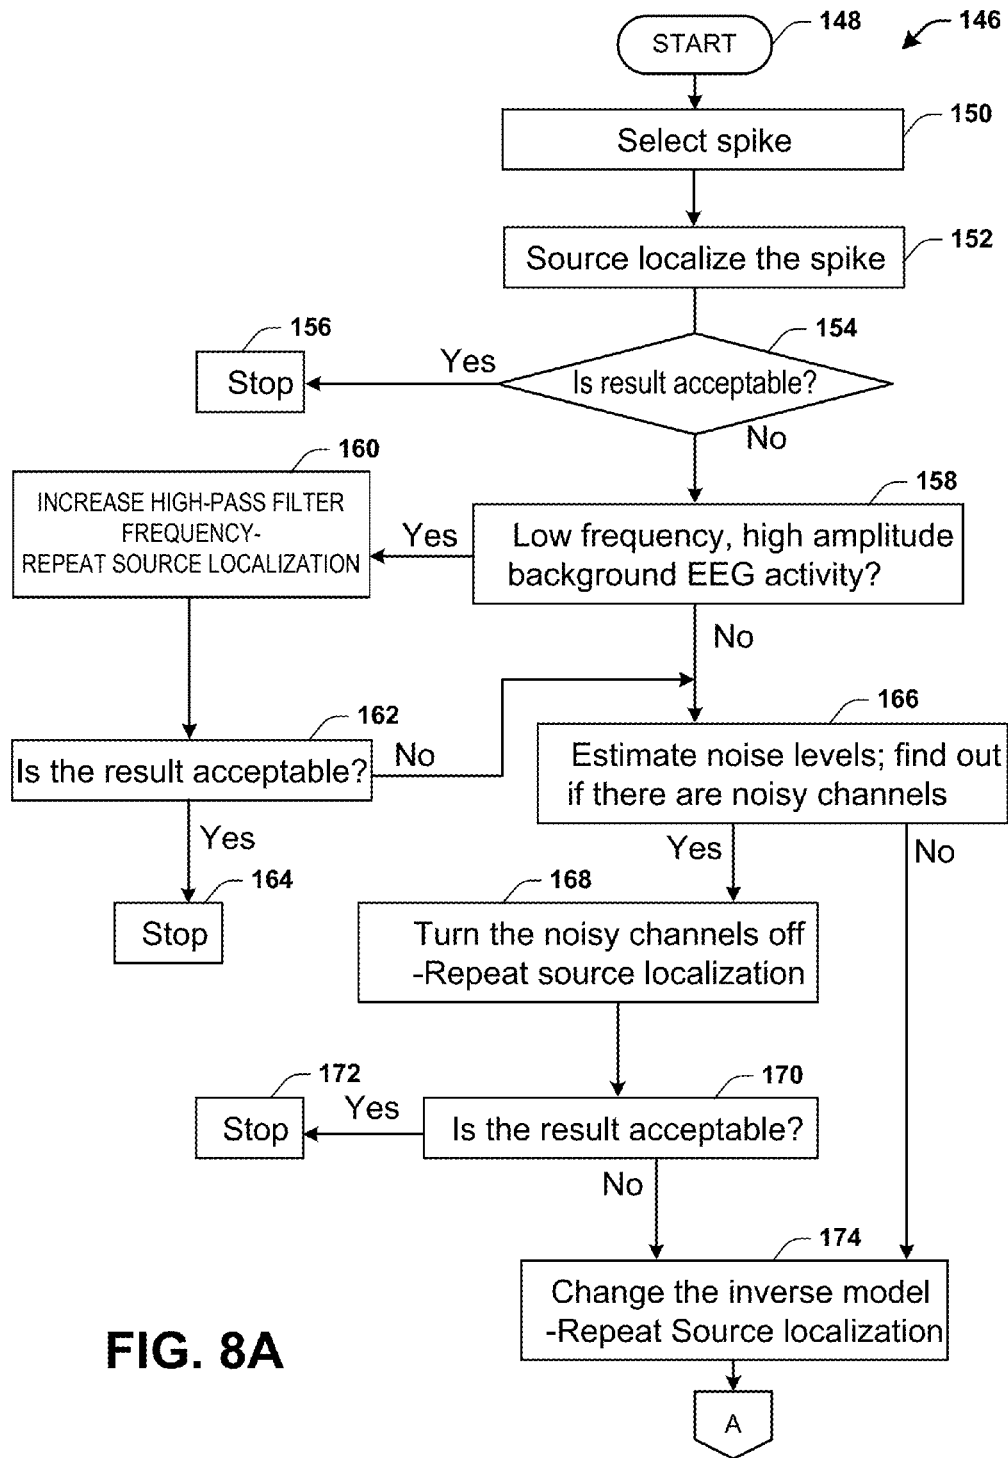 START
148
146
Select spike
150
Source localize the spike
152
156
154
Yes
Stop
Is result acceptable?
No
160
158
INCREASE HIGH-PASS FILTER
FREQUENCY-
REPEAT SOURCE LOCALIZATION
Yes
Low frequency, high amplitude
background EEG activity?
No
162
166
Is the result acceptable?
No
Estimate noise levels; find out
if there are noisy channels
Yes
Yes
No
164
168
Stop
Turn the noisy channels off
-Repeat source localization
172
170
Stop
Yes
Is the result acceptable?
No
174
Change the inverse model
-Repeat Source localization
FIG. 8A
A